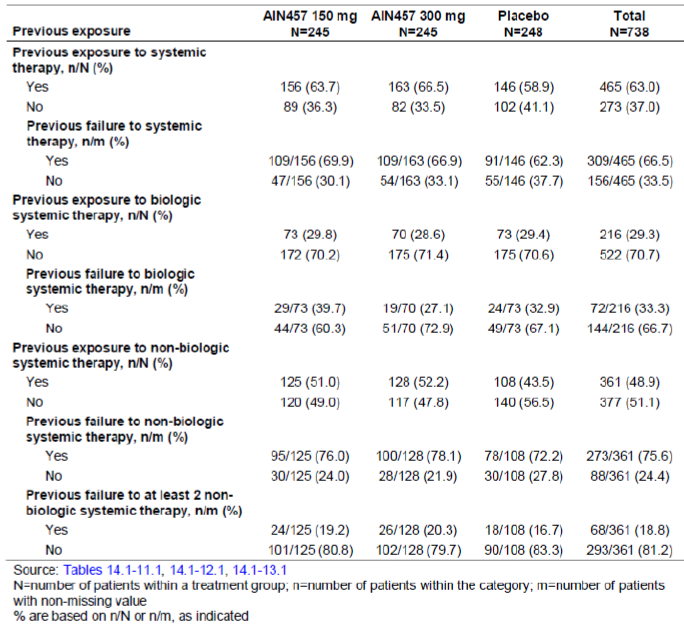 Previous exposure AIN457 150 mg N=245 AIN457 300 mg N=245 Placebo N=248 Total N=738
Previous exposure to systemic
therapy, n/N (%)
Yes 156 (63.7) 163 (66.5) 146 (58.9) 465 (63.0)
No 89 (36.3) 82 (33.5) 102 (41.1) 273 (37.0)
Previous failure to systemic
therapy, n/m (%)
Yes 109/156 (69.9) 109/163 (66.9) 91/146 (62.3) 309/465 (66.5)
No 47/156 (30.1) 54/163 (33.1) 55/146 (37.7) 156/465 (33.5)
Previous exposure to biologic
systemic therapy, n/N (%)
Yes 73 (29.8) 70 (28.6) 73 (29.4) 216 (29.3)
No 172 (70.2) 175 (71.4) 175 (70.6) 522 (70.7)
Previous failure to biologic
systemic therapy, n/m (%)
Yes 29/73 (39.7) 19/70 (27.1) 24/73 (32.9) 72/216 (33.3)
No 44/73 (60.3) 51/70 (72.9) 49/73 (67.1) 144/216 (66.7)
Previous exposure to non-biologic
systemic therapy, n/N (%)
Yes 125 (51.0) 128 (52.2) 108 (43.5) 361 (48.9)
No 120 (49.0) 117 (47.8) 140 (56.5) 377 (51.1)
Previous failure to non-biologic
systemic therapy, n/m (%)
Yes 95/125 (76.0) 100/128 (78.1) 78/108 (72.2) 273/361 (75.6)
No 30/125 (24.0) 28/128 (21.9) 30/108 (27.8) 88/361 (24.4)
Previous failure to at least 2 non-
biologic systemic therapy, n/m (%)
Yes 24/125 (19.2) 26/128 (20.3) 18/108 (16.7) 68/361 (18.8)
No 101/125 (80.8) 102/128 (79.7) 90/108 (83.3) 293/361 (81.2)
Source: Tables 14.1-11.1, 14.1-12.1, 14.1-13.1
N=number of patients within a treatment group; n=number of patients within the category; m=number of patients
with non-missing value
% are based on n/N or n/m, as indicated